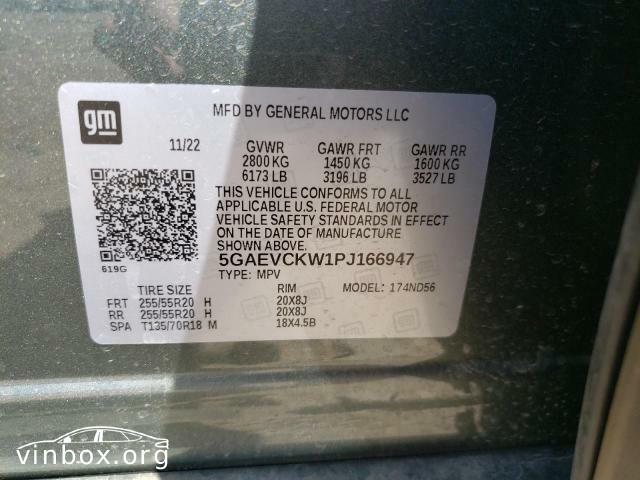 gm
MFD BY GENERAL MOTORS LLC
11/22 GVWR GAWR FRT GAWR RR
2800 KG 1450 KG 1600 KG
6173 LB 3196 LB 3527 LB
THIS VEHICLE CONFORMS TO ALL
APPLICABLE U.S. FEDERAL MOTOR
VEHICLE SAFETY STANDARDS IN EFFECT
ON THE DATE OF MANUFACTURE
SHOWN ABOVE.
619G
5GAEVCKW1PJ166947
TYPE: MPV MODEL: 174ND56
TIRE SIZE RIM
FRT 255/55R20 H 20X8J
RR 255/55R20 H 20X8J
SPA T135/70R18 M 18X4.5B
vinbox.org